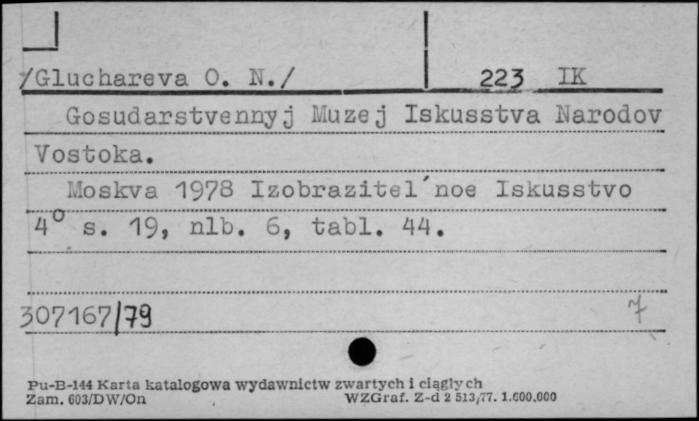 /Gluchareva O. N./ 223 IK
Gosudarstvennyj Muzej Iskusstva Narodov
Vostoka.
Moskva 1978 Izobrazitel'noe Iskusstvo
4° s. 19, nlb. 6, tabl. 44.
307167/79 7
Pu-B-144 Karta katalogowa wydawnictw zwartych i ciągłych
Zam. 603/DW/On WZGraf. Z-d 2 513/77. 1.600.000